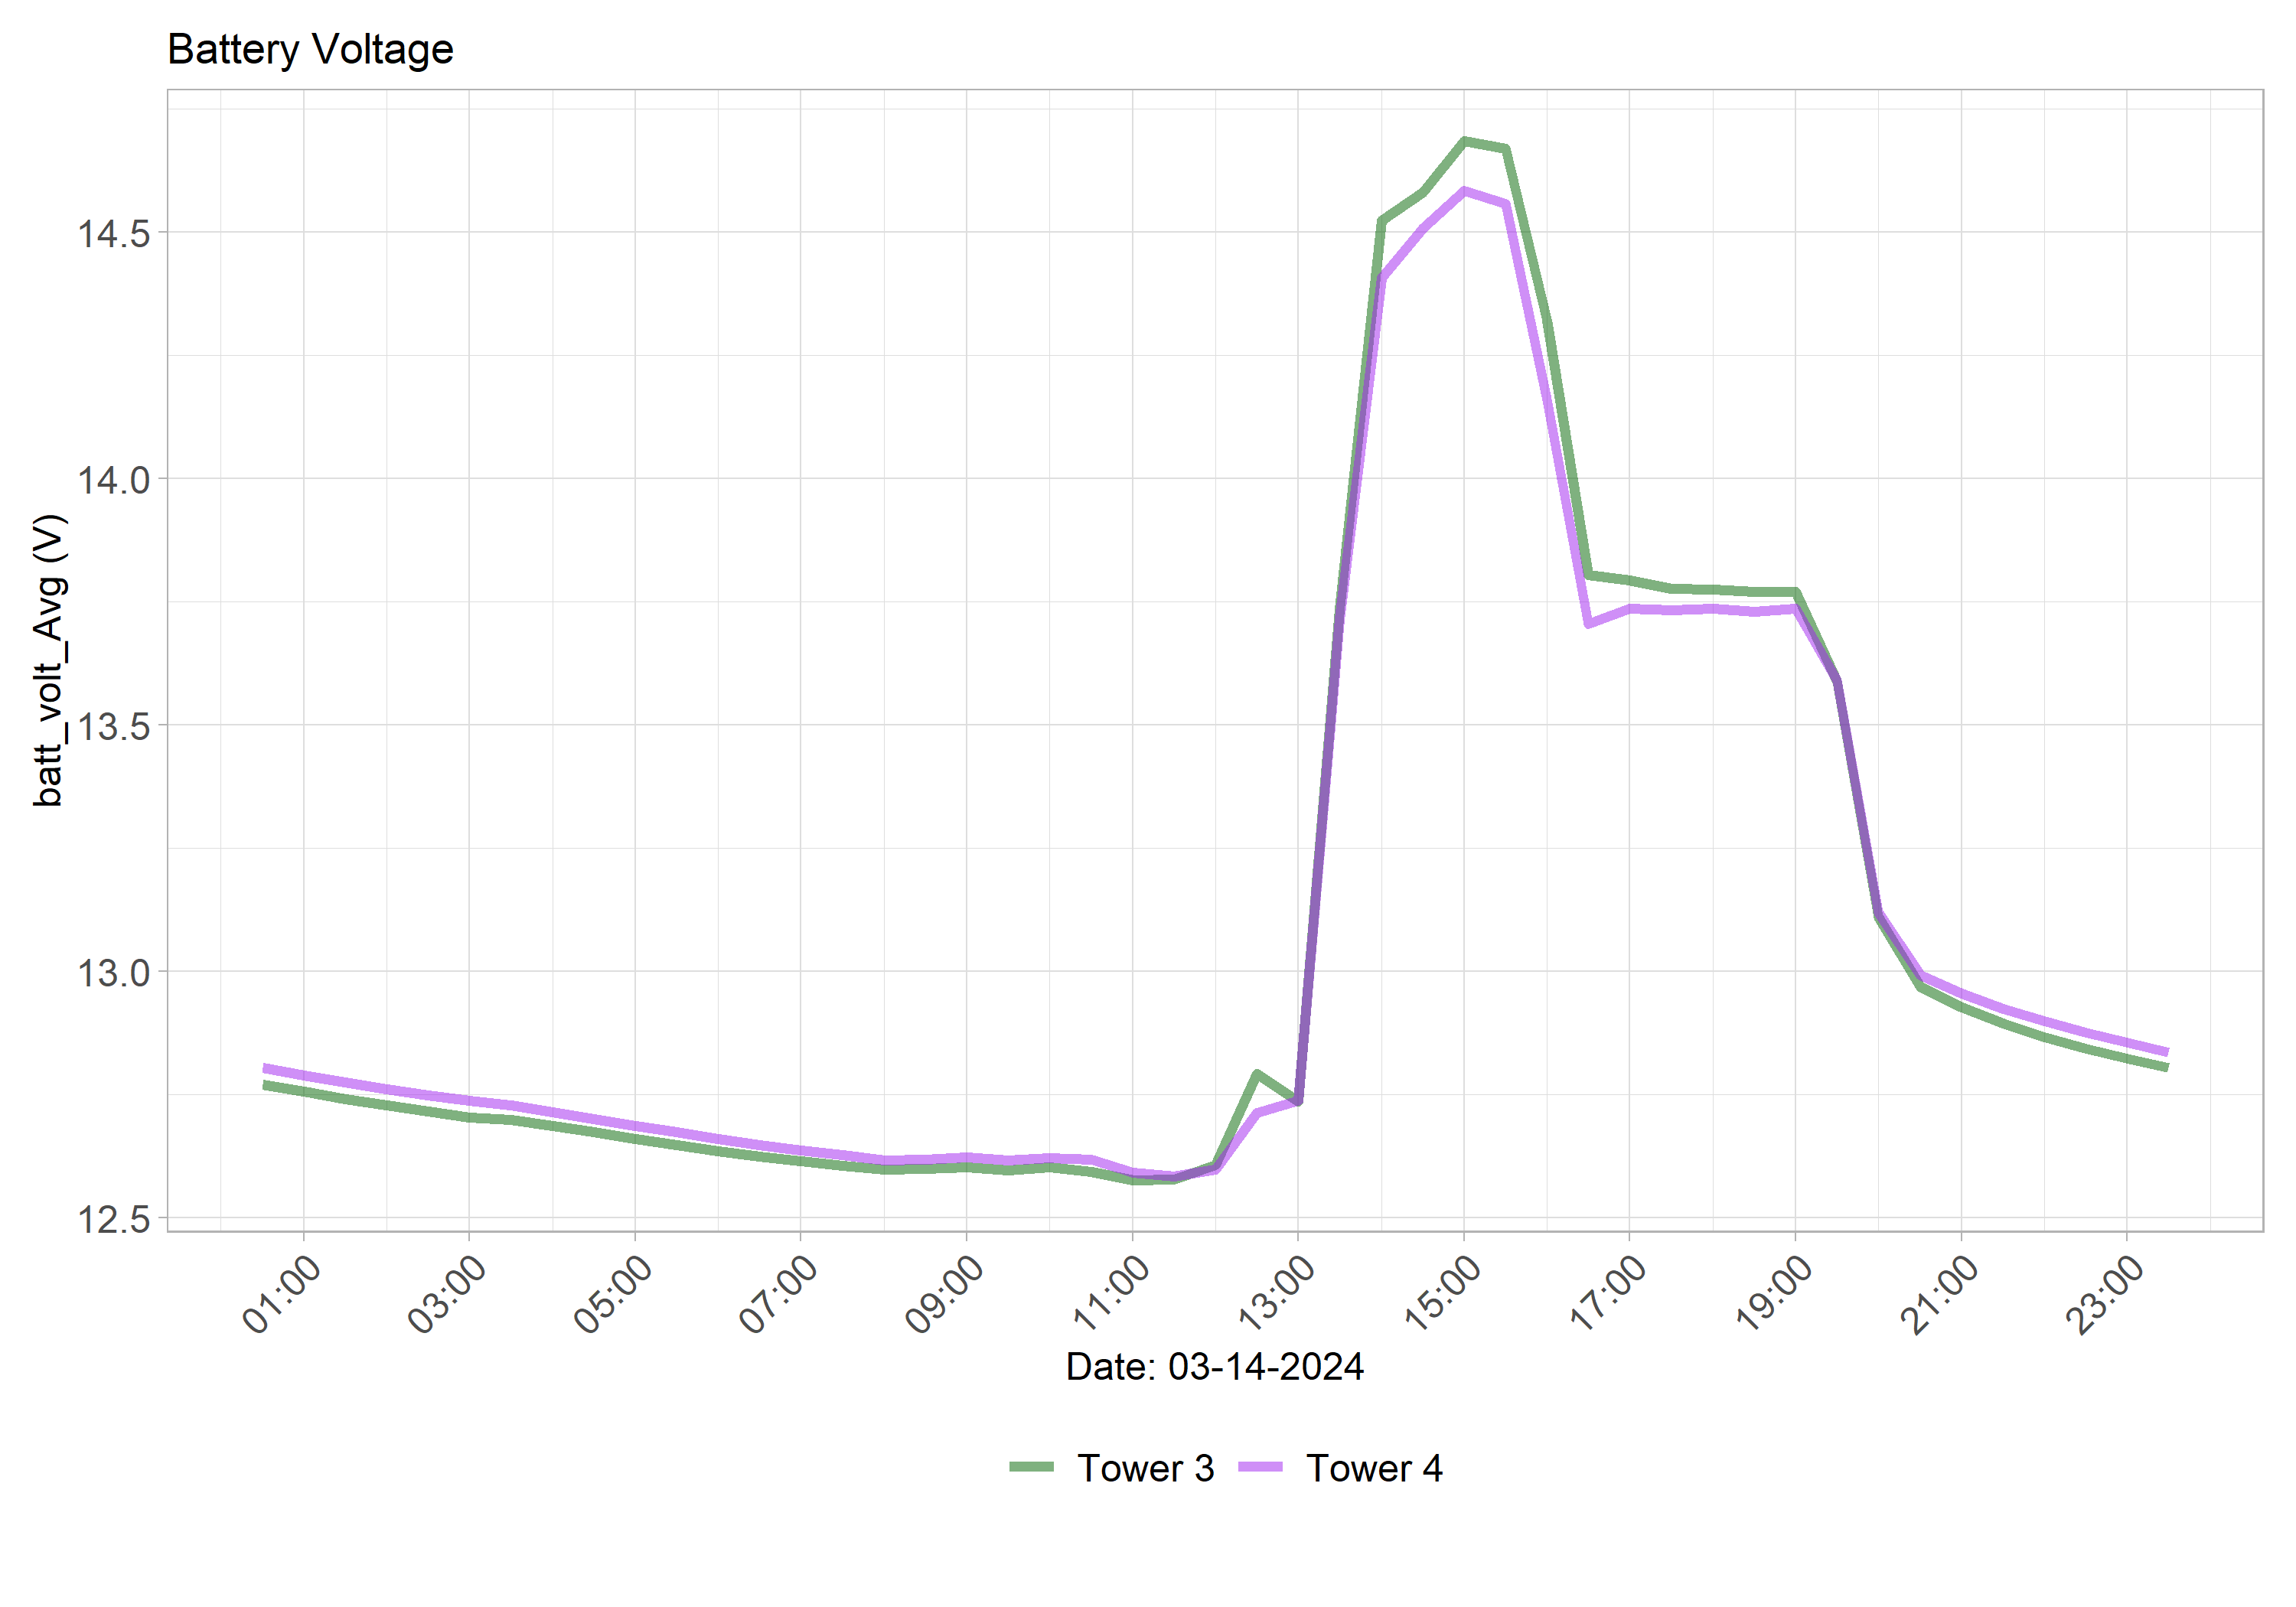 Battery Voltage
batt_volt_Avg (V)
14.5
14.0
13.5
13.0
12.5
01:00 03:00 05:00 07:00 09:00 11:00 13:00 15:00 17:00 19:00 21:00 23:00
Date: 03-14-2024
Tower 3 Tower 4